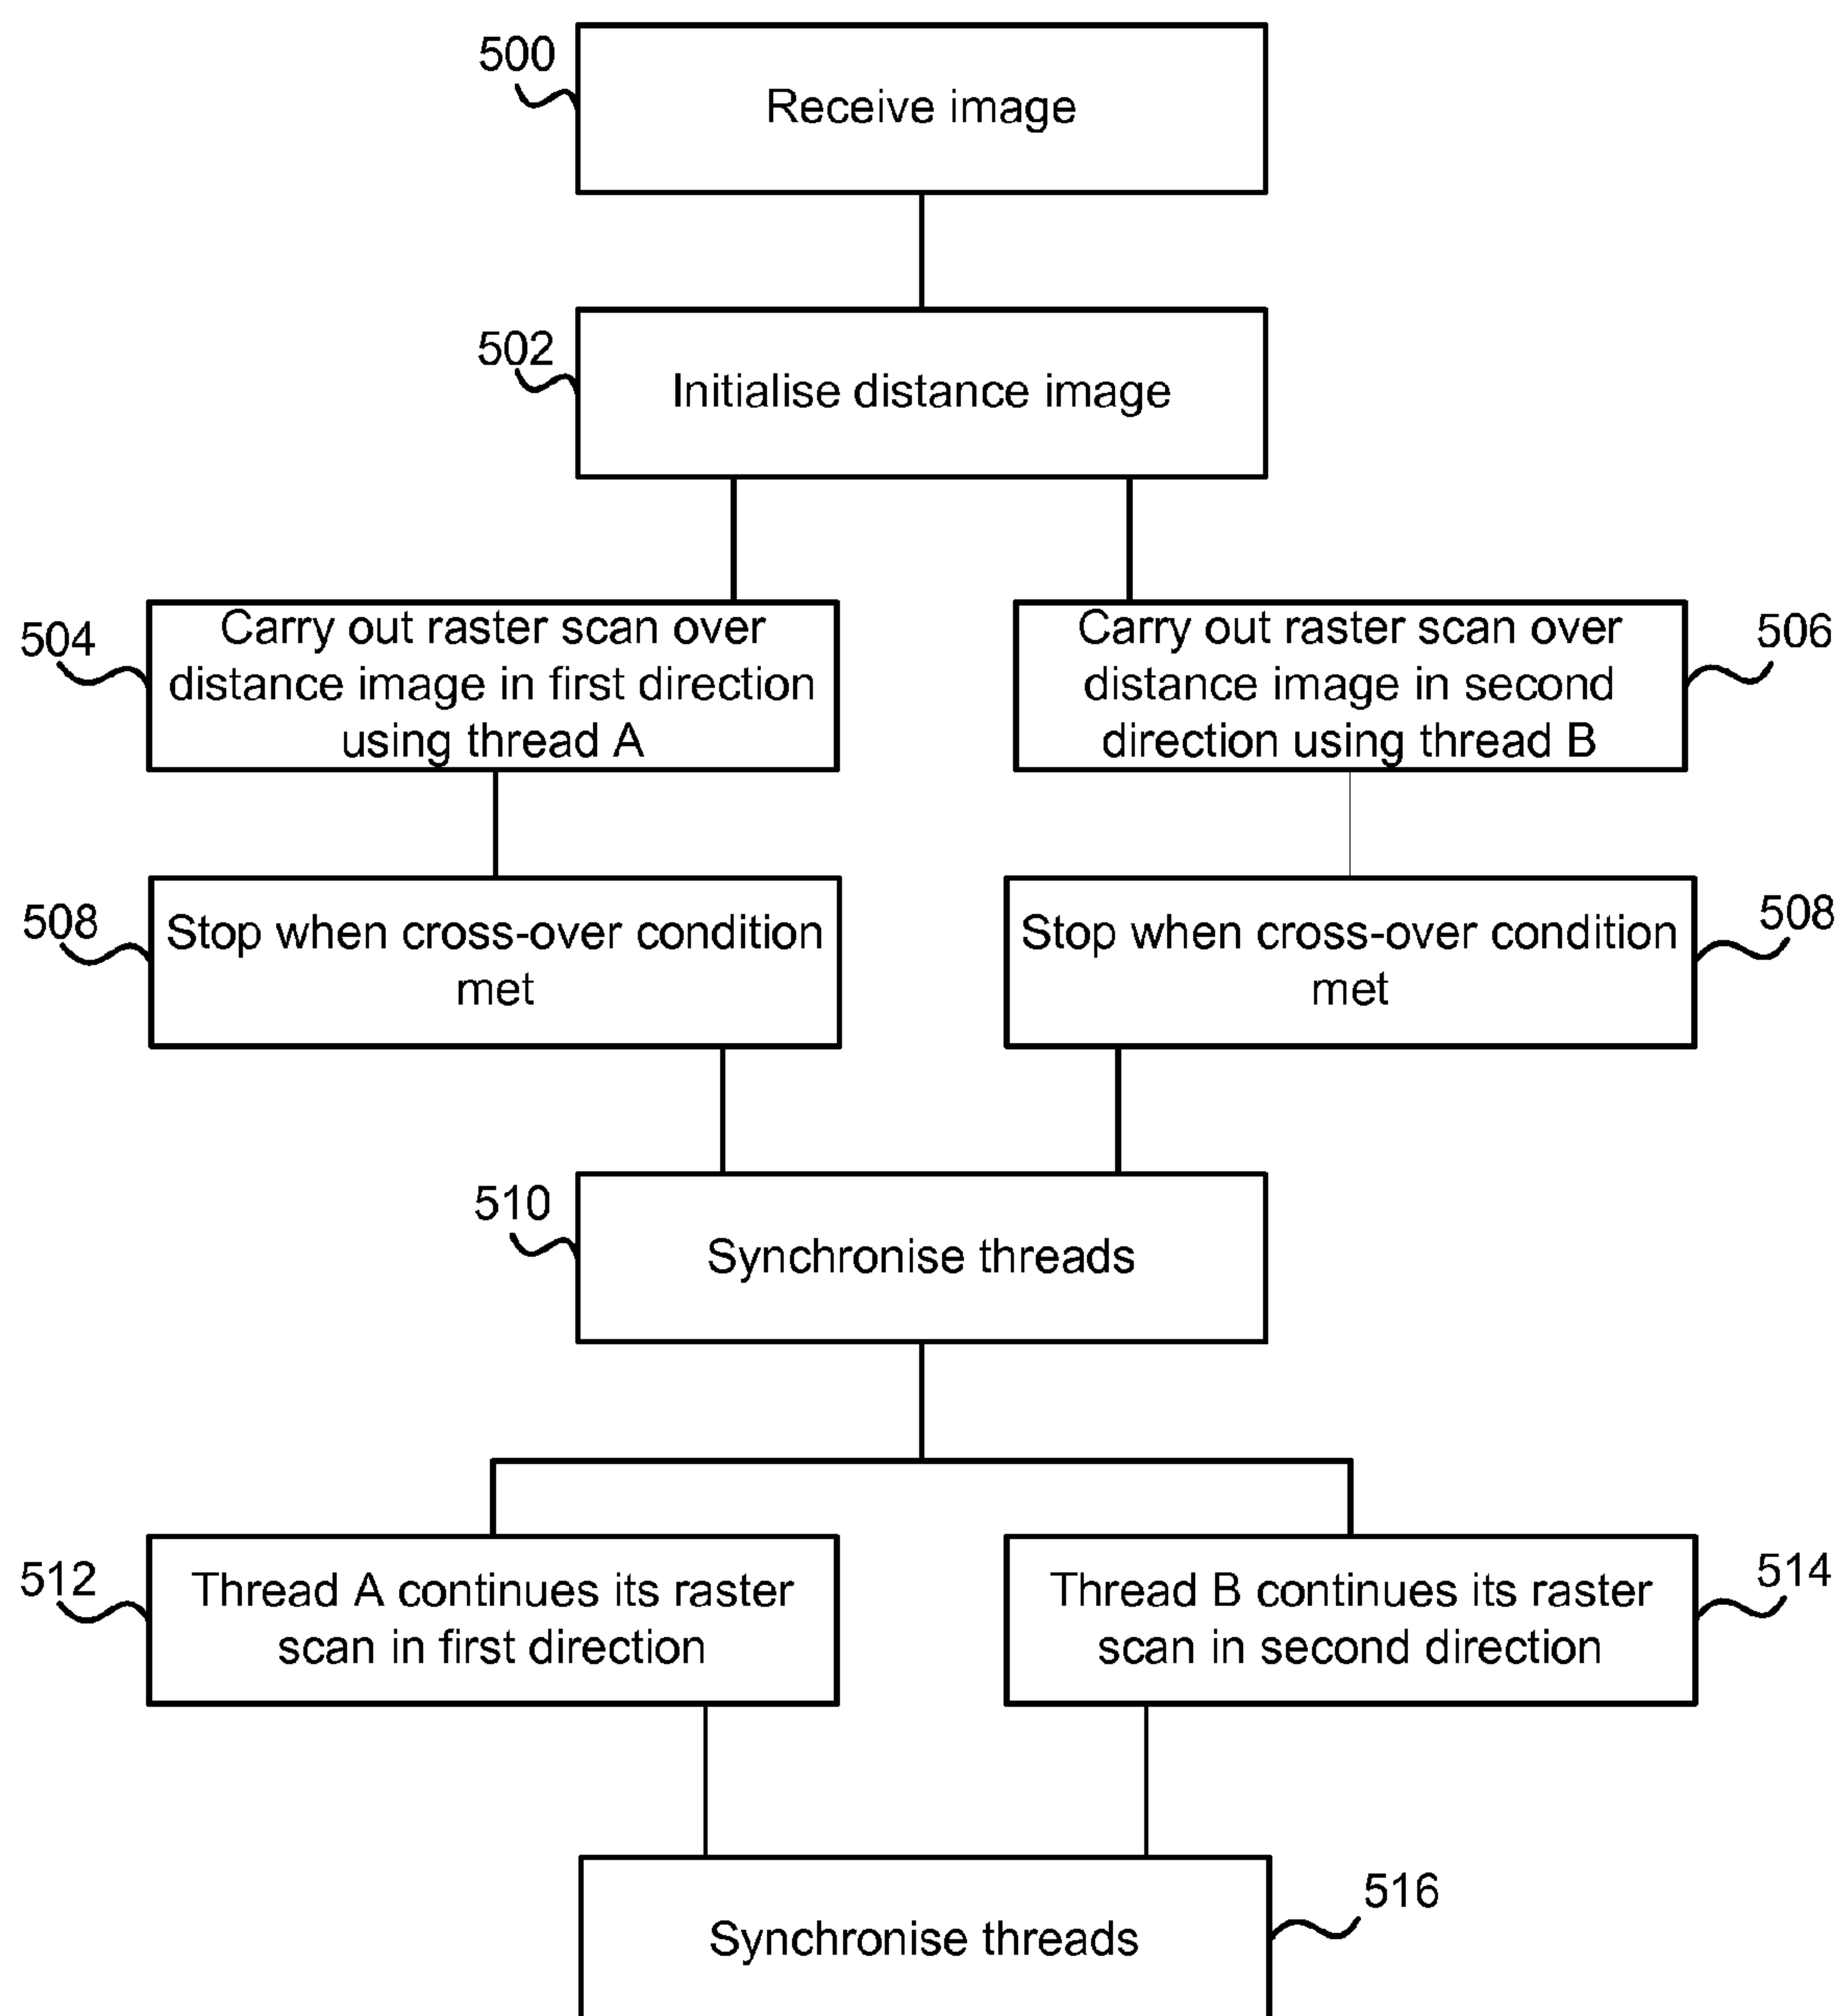 500
Receive image
502
Initialise distance image
504
Carry out raster scan over
distance image in first direction
using thread A
Carry out raster scan over
distance image in second
direction using thread B
506
508
Stop when cross-over condition
met
Stop when cross-over condition
met
508
510
Synchronise threads
512
Thread A continues its raster
scan in first direction
Thread B continues its raster
scan in second direction
514
516
Synchronise threads